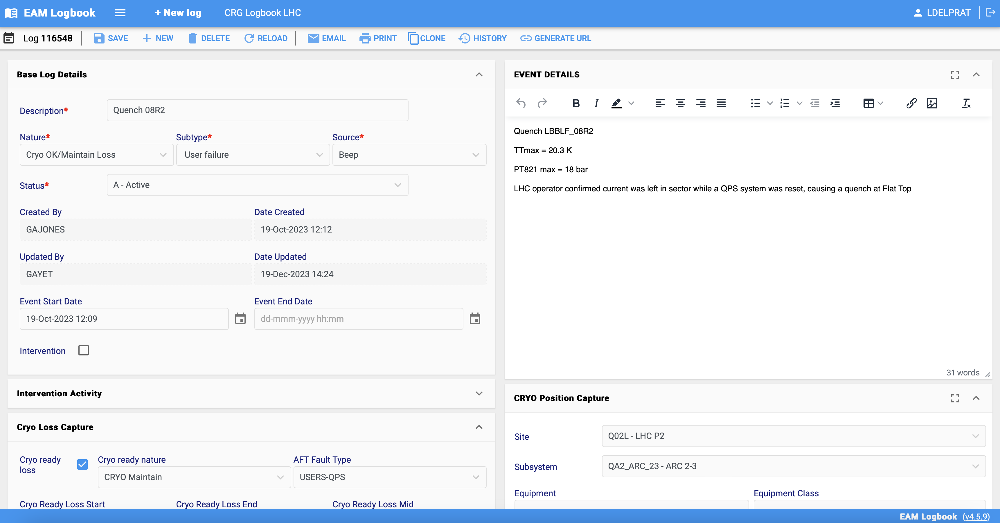 EAM Logbook + New log CRG Logbook LHC LDELPRAT
Log 116548 SAVE NEW DELETE RELOAD EMAIL PRINT CLONE HISTORY GENERATE URL
Base Log Details
Description* Quench 08R2
Nature* Subtype* Source*
Cryo OK/Maintain Loss User failure Beep
Status* A - Active
Created By Date Created
GAJONES 19-Oct-2023 12:12
Updated By Date Updated
GAYET 19-Dec-2023 14:24
Event Start Date Event End Date
19-Oct-2023 12:09 dd-mmm-yyyy hh:mm
Intervention
Intervention Activity
Cryo Loss Capture
Cryo ready loss Cryo ready nature AFT Fault Type
CRYO Maintain USERS-QPS
Cryo Ready Loss Start Cryo Ready Loss End Cryo Ready Loss Mid
EVENT DETAILS
Quench LBBLF_08R2
TTmax = 20.3 K
PT821 max = 18 bar
LHC operator confirmed current was left in sector while a QPS system was reset, causing a quench at Flat Top
31 words
CRYO Position Capture
Site Q02L - LHC P2
Subsystem QA2_ARC_23 - ARC 2-3
Equipment Equipment Class
EAM Logbook (v4.5.9)